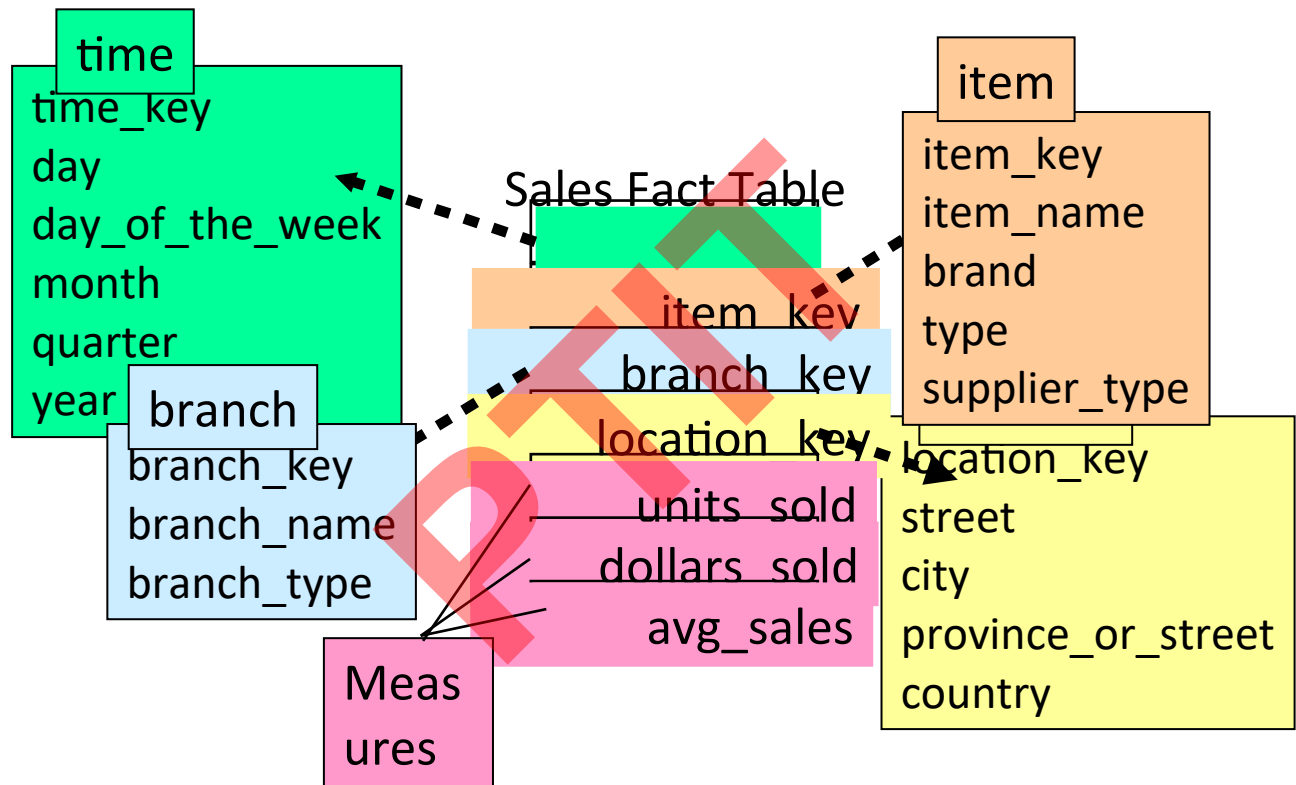 time
time_key
day
day_of_the_week
month
quarter
year
branch
branch_key
branch_name
branch_type
Sales Fact Table
item_key
branch_key
location_key
units_sold
dollars_sold
avg_sales
Meas
ures
item
item_key
item_name
brand
type
supplier_type
location_key
street
city
province_or_street
country
PTIT